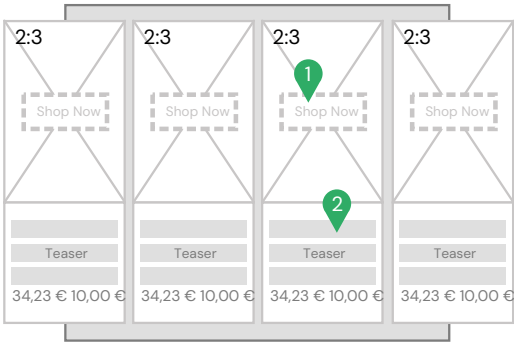 2:3 2:3 2:3 2:3
1
Shop Now Shop Now Shop Now Shop Now
2
Teaser Teaser Teaser Teaser
34,23 € 10,00 € 34,23 € 10,00 € 34,23 € 10,00 € 34,23 € 10,00 €